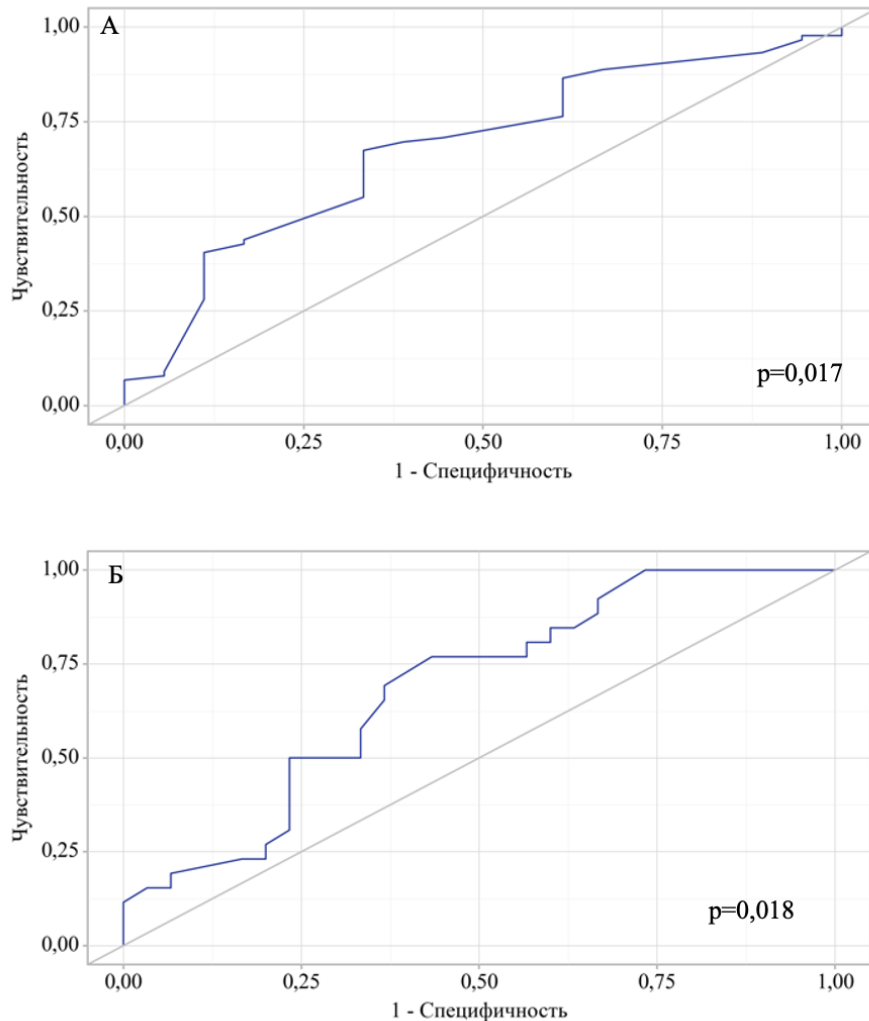 А
1,00
0,75
0,50
0,25
0,00
Чувствительность
p=0,017
0,00 0,25 0,50 0,75 1,00
1 - Специфичность
Б
1,00
0,75
0,50
0,25
0,00
Чувствительность
p=0,018
0,00 0,25 0,50 0,75 1,00
1 - Специфичность